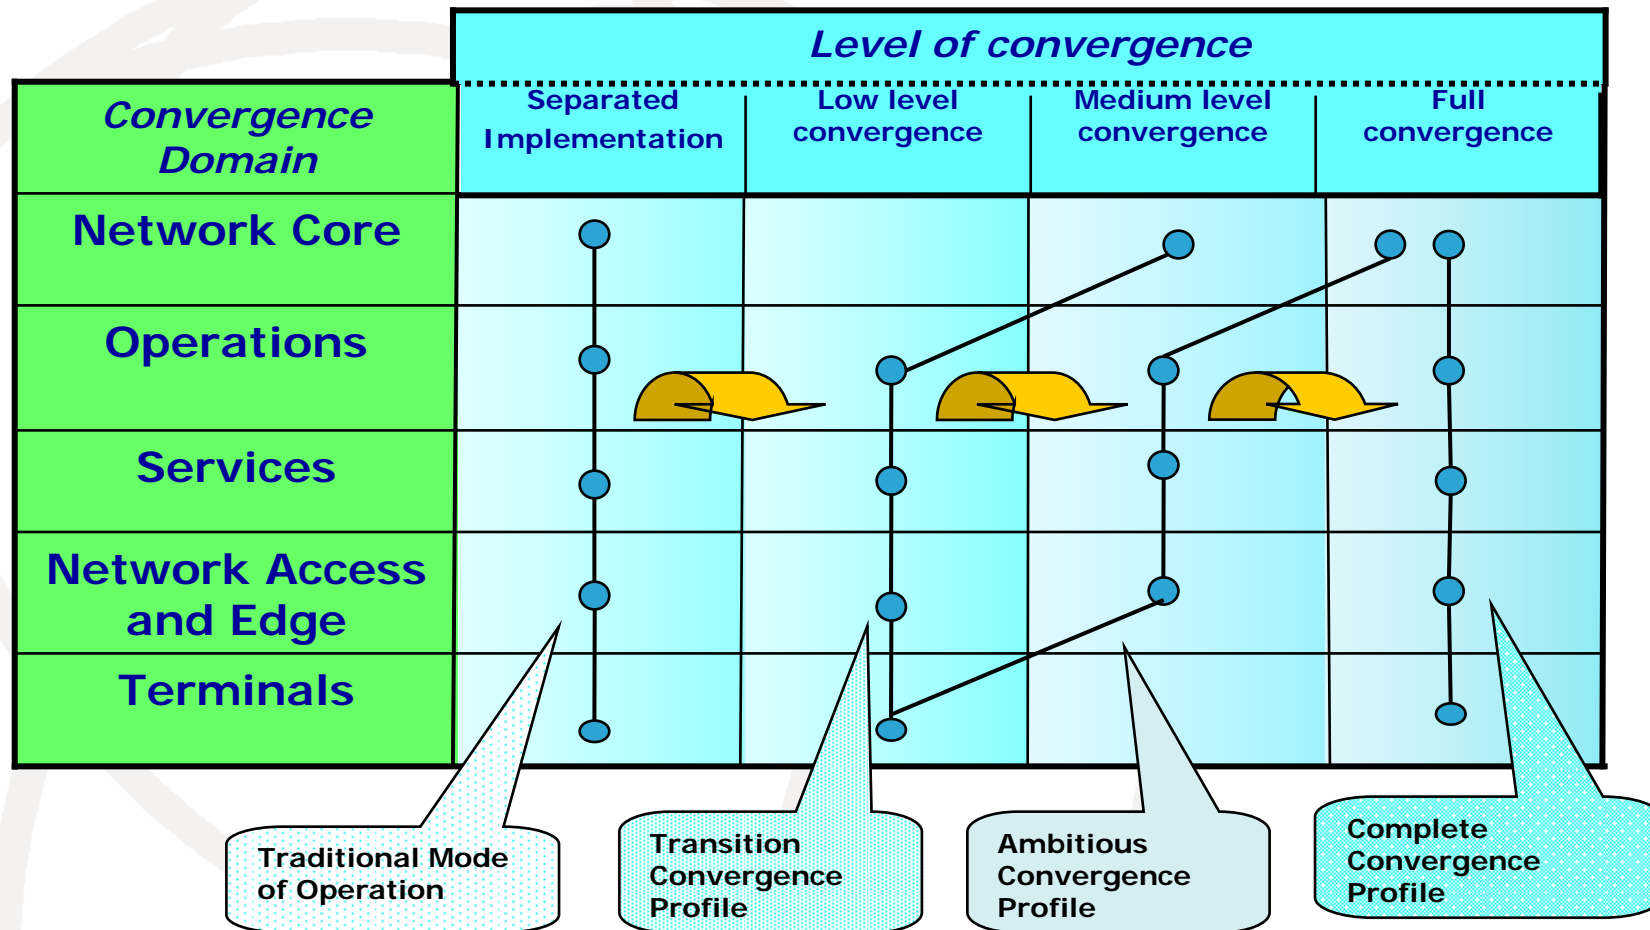 Level of convergence
Convergence
Domain
Separated
Implementation
Low level
convergence
Medium level
convergence
Full
convergence
Network Core
Operations
Services
Network Access
and Edge
Terminals
Traditional Mode
of Operation
Transition
Convergence
Profile
Ambitious
Convergence
Profile
Complete
Convergence
Profile